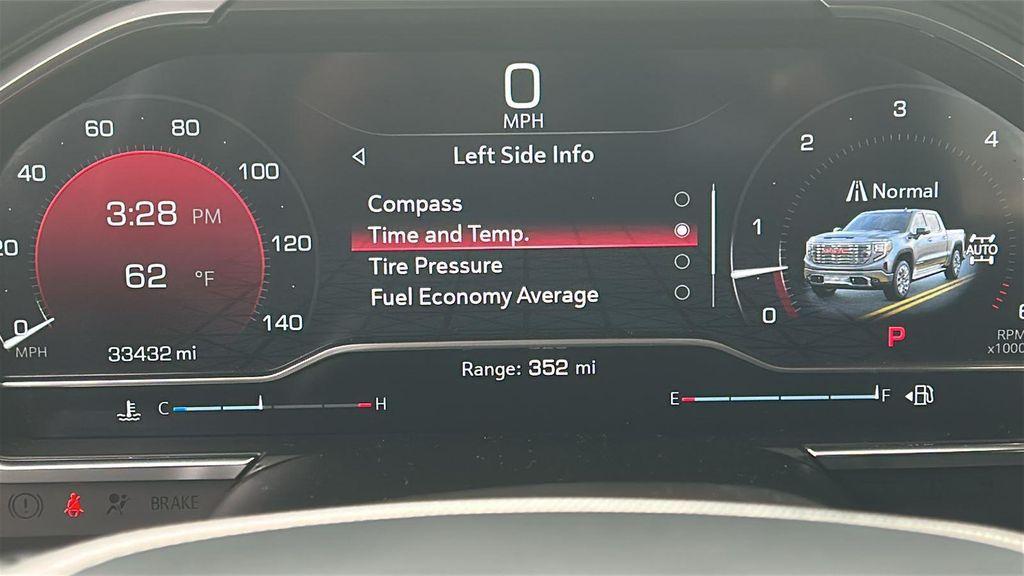 0
MPH
Left Side Info
Compass
Time and Temp.
Tire Pressure
Fuel Economy Average
20
40
60
80
100
120
140
0
MPH
3:28 PM
62 °F
33432 mi
Range: 352 mi
C
H
E
F
0
1
2
3
4
6
RPM
x1000
Normal
AUTO
P
BRAKE